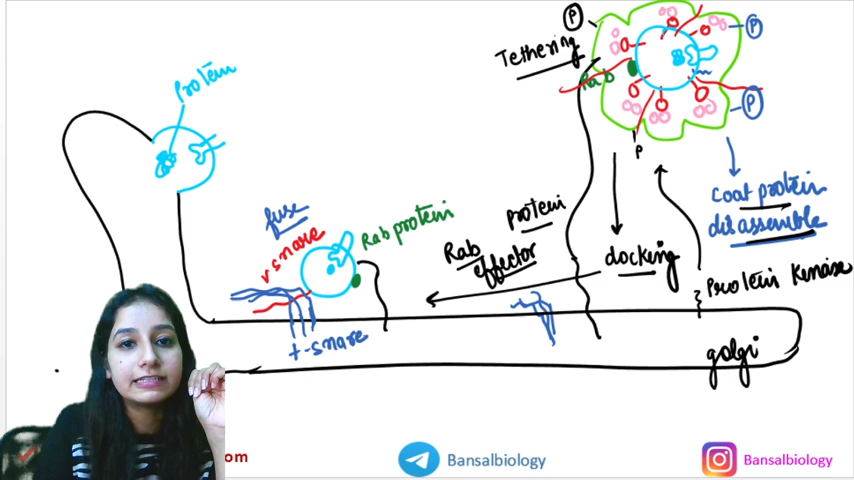 Protein
P
Tethering
Rab
P
P
P
coat protein
disassemble
fuse
v snare
Rab protein
protein
Rab
effector
docking
Protein Kinase
t-snare
golgi
om
Bansalbiology
Bansalbiology